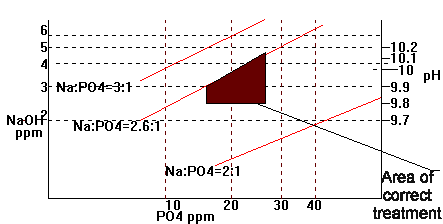 6
5
4
3
2
NaOH
ppm
Na:PO4=3:1
Na:PO4=2.6:1
Na:PO4=2:1
10.2
10.1
10
9.9
9.8
9.7
pH
10 20 30 40
PO4 ppm
Area of
correct
treatment